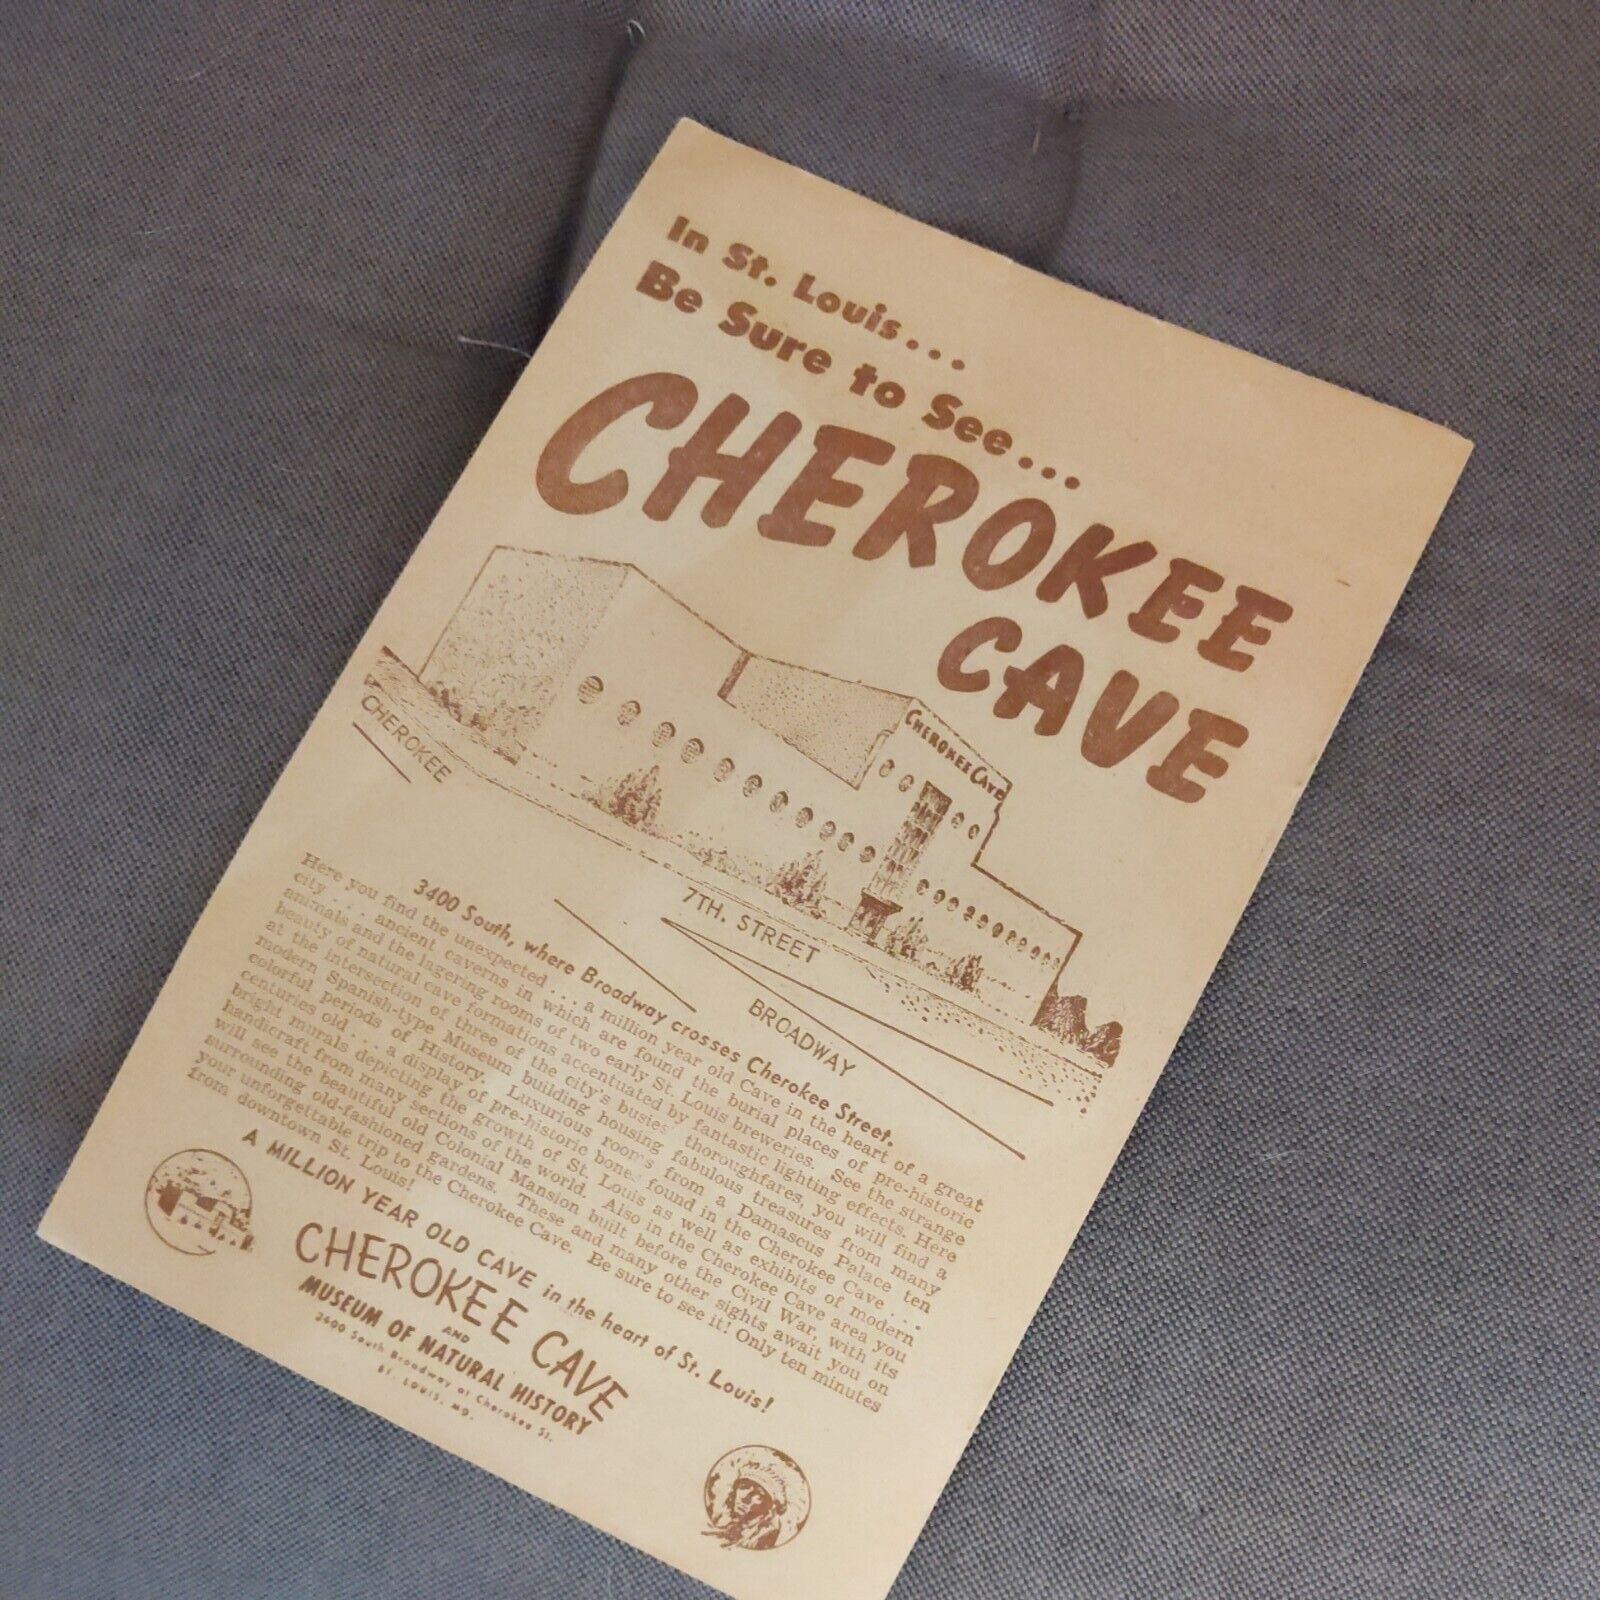 In St. Louis...
Be Sure to See...
CHEROKEE
CAVE
CHEROKEE CAVE
CHEROKEE
7TH. STREET
BROADWAY
3400 South, where Broadway crosses Cherokee Street.
Here you find the unexpected . . . a million year old Cave in the heart of a great
city . . . ancient caverns in which are found the burial places of pre-historic
animals and the lagering rooms of two early St. Louis breweries. See the strange
beauty of natural cave formations accentuated by fantastic lighting effects. Here
at the intersection of three of the city's busiest thoroughfares, you will find a
modern Spanish-type Museum building housing fabulous treasures from many
colorful periods of History. Luxurious rooms from a Damascus Palace ten
centuries old . . . a display of pre-historic bones found in the Cherokee Cave . . .
bright murals depicting the growth of St. Louis as well as exhibits of modern
handicraft from many sections of the world. Also in the Cherokee Cave area you
will see the beautiful old Colonial Mansion built before the Civil War, with its
surrounding old-fashioned gardens. These and many other sights await you on
your unforgettable trip to the Cherokee Cave. Be sure to see it! Only ten minutes
from downtown St. Louis!
A MILLION YEAR OLD CAVE in the heart of St. Louis!
CHEROKEE CAVE
AND
MUSEUM OF NATURAL HISTORY
3400 South Broadway at Cherokee St.
ST. LOUIS, MO.